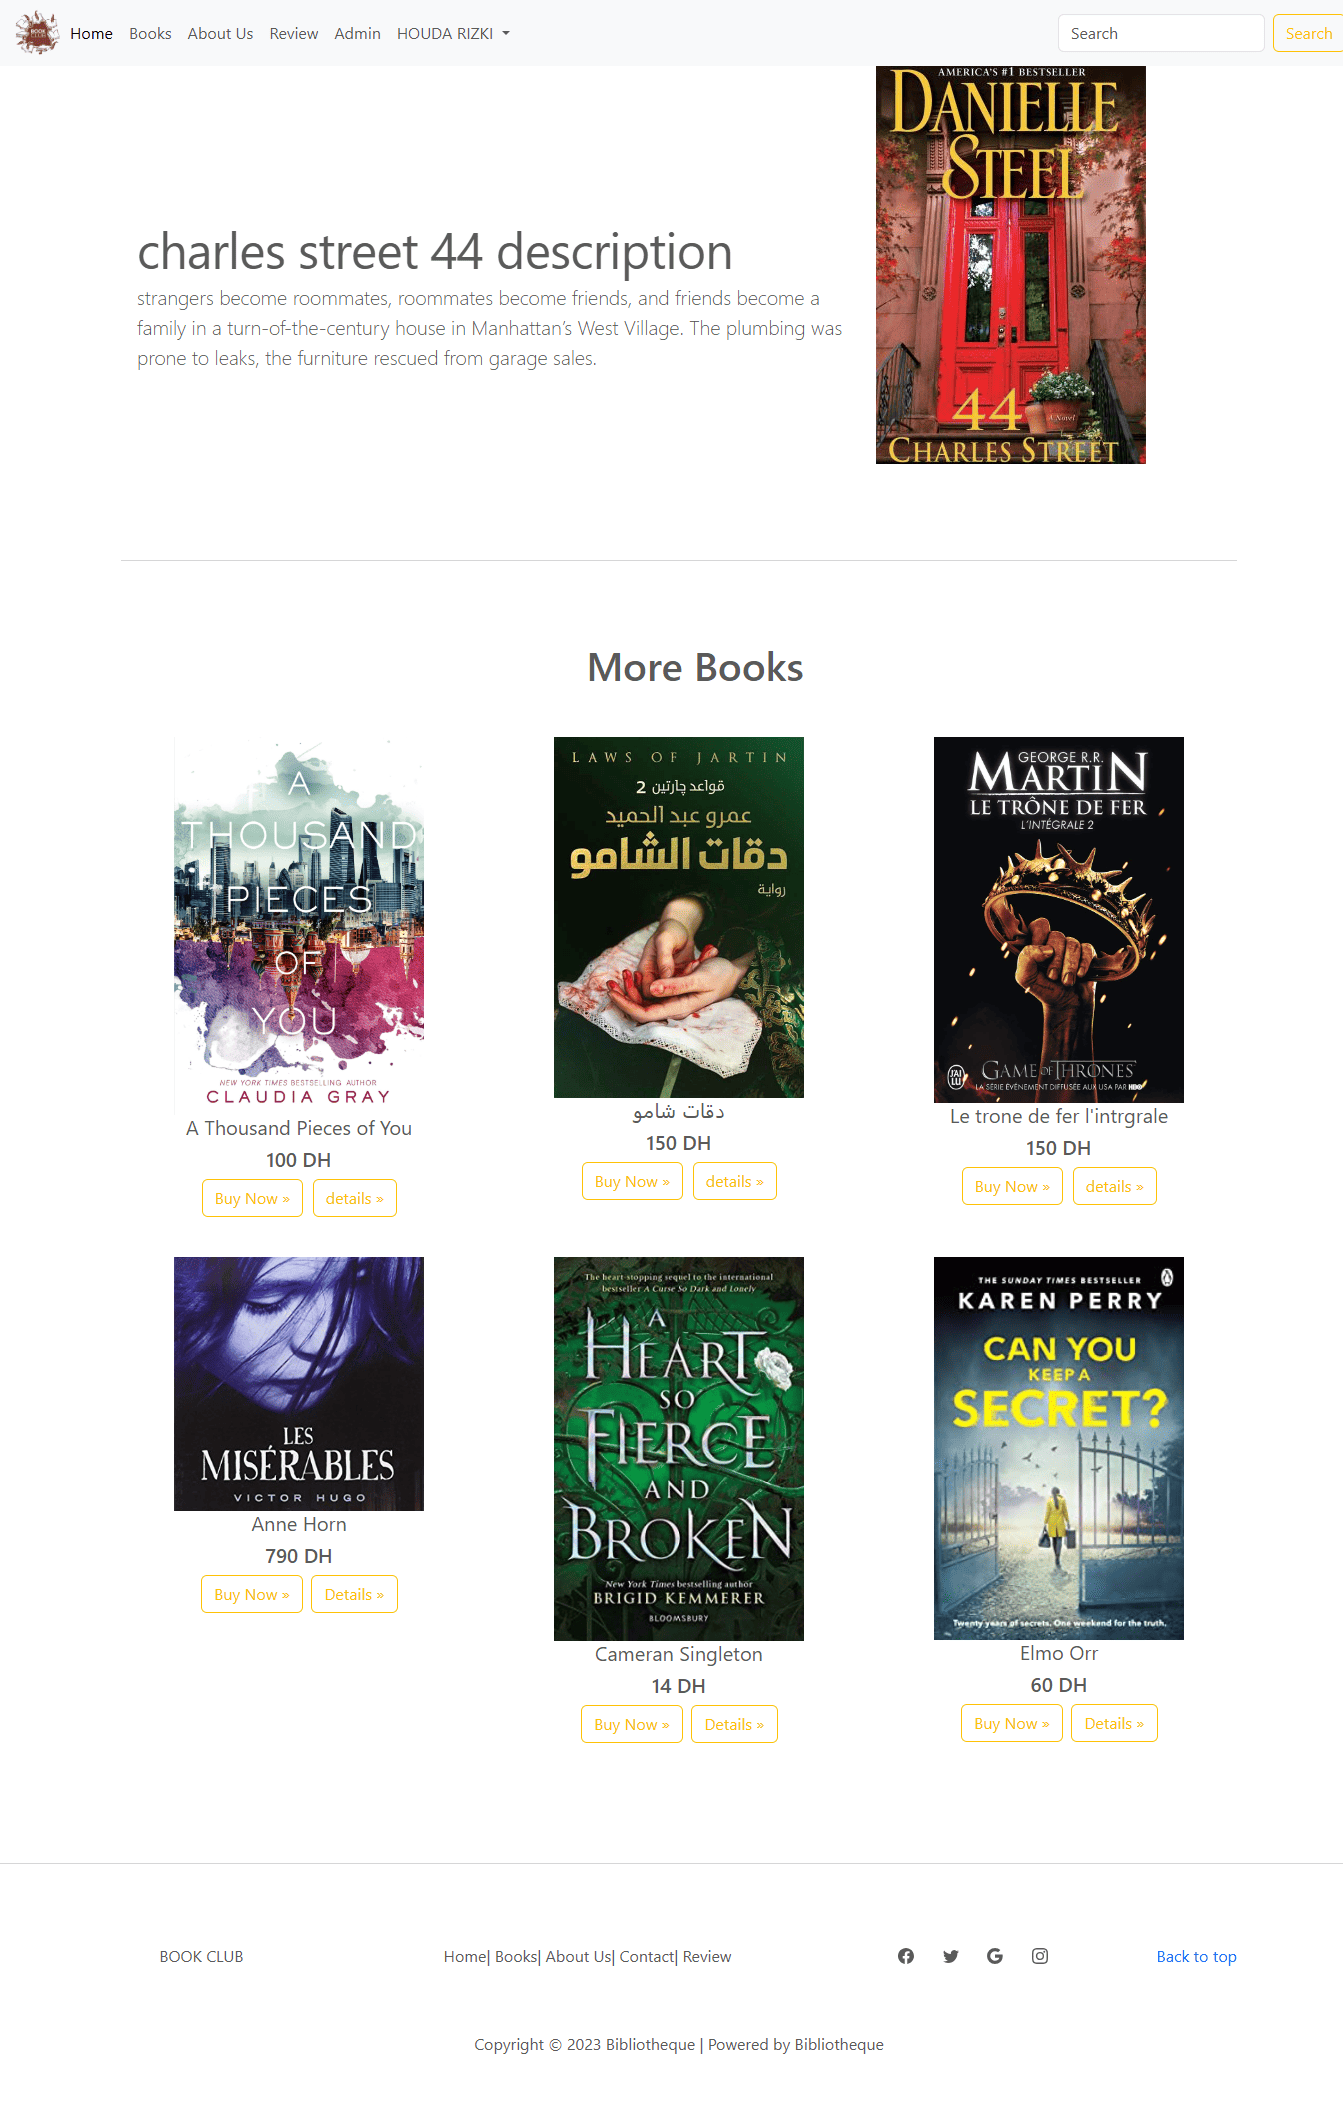 BOOK CLUB
Home Books About Us Review Admin HOUDA RIZKI
Search Search
AMERICA'S #1 BESTSELLER
DANIELLE
STEEL
44
A Novel
CHARLES STREET
charles street 44 description
strangers become roommates, roommates become friends, and friends become a
family in a turn-of-the-century house in Manhattan’s West Village. The plumbing was
prone to leaks, the furniture rescued from garage sales.
More Books
A
THOUSAND
PIECES
OF
YOU
NEW YORK TIMES BESTSELLING AUTHOR
CLAUDIA GRAY
A Thousand Pieces of You
100 DH
Buy Now » details »
LAWS OF JARTIN
قواعد چارتين 2
عمرو عبد الحميد
دقات الشامو
رواية
دقات شامو
150 DH
Buy Now » details »
GEORGE R.R.
MARTIN
LE TRÔNE DE FER
L'INTÉGRALE 2
J'AI LU
GAME OF THRONES
LA SÉRIE ÉVÉNEMENT DIFFUSÉE AUX USA PAR HBO
Le trone de fer l'intrgrale
150 DH
Buy Now » details »
LES
MISÉRABLES
VICTOR HUGO
Anne Horn
790 DH
Buy Now » Details »
The heart-stopping sequel to the international
bestseller A Curse So Dark and Lonely
A
HEART
SO
FIERCE
AND
BROKEN
New York Times bestselling author
BRIGID KEMMERER
BLOOMSBURY
Cameran Singleton
14 DH
Buy Now » Details »
THE SUNDAY TIMES BESTSELLER
KAREN PERRY
CAN YOU
KEEP A
SECRET?
Twenty years of secrets. One weekend for the truth.
Elmo Orr
60 DH
Buy Now » Details »
BOOK CLUB
Home| Books| About Us| Contact| Review
Back to top
Copyright © 2023 Bibliotheque | Powered by Bibliotheque